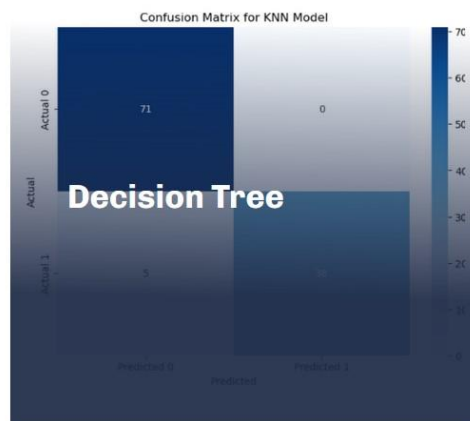 Confusion Matrix for KNN Model
70
60
50
40
30
20
10
0
Actual 0
71
0
Actual
Decision Tree
Actual 1
5
Predicted 0
Predicted 1
Predicted